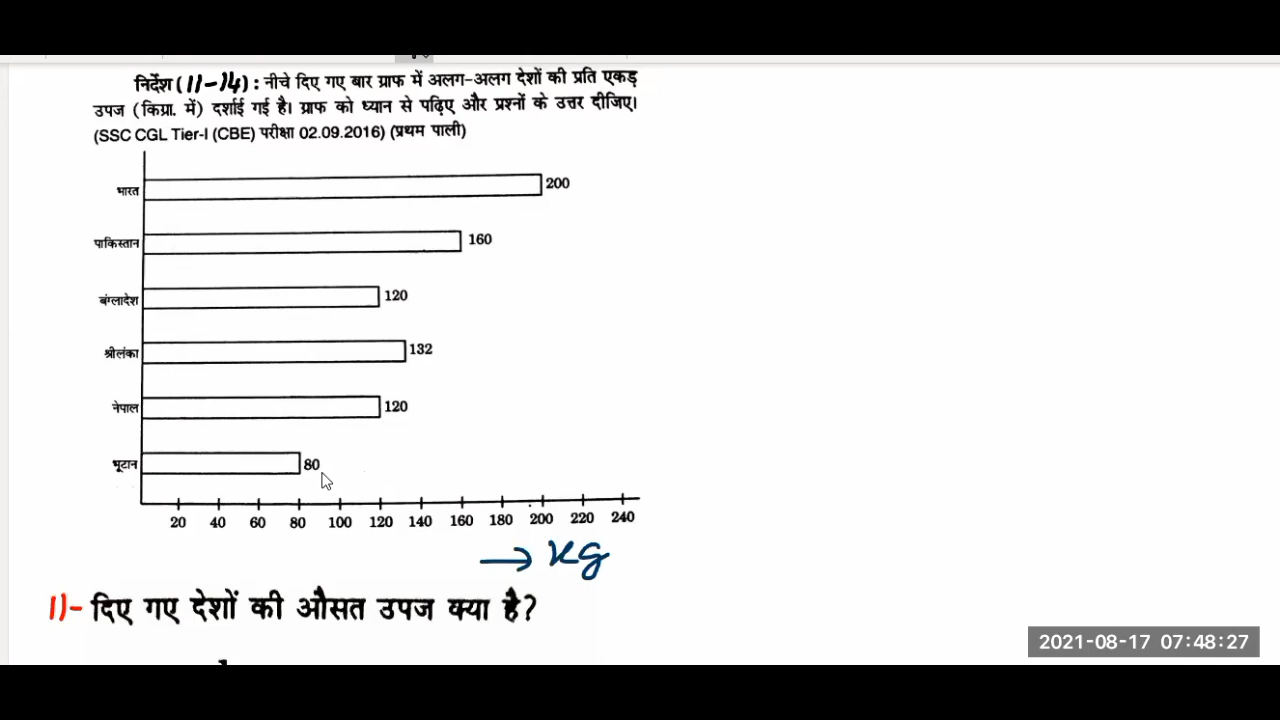 निर्देश (11-14) : नीचे दिए गए बार ग्राफ में अलग-अलग देशों की प्रति एकड़
उपज (किग्रा. में) दर्शाई गई है। ग्राफ को ध्यान से पढ़िए और प्रश्नों के उत्तर दीजिए।
(SSC CGL Tier-I (CBE) परीक्षा 02.09.2016) (प्रथम पाली)
भारत 200
पाकिस्तान 160
बंग्लादेश 120
श्रीलंका 132
नेपाल 120
भूटान 80
20 40 60 80 100 120 140 160 180 200 220 240
→ Kg
11- दिए गए देशों की औसत उपज क्या है?
2021-08-17 07:48:27